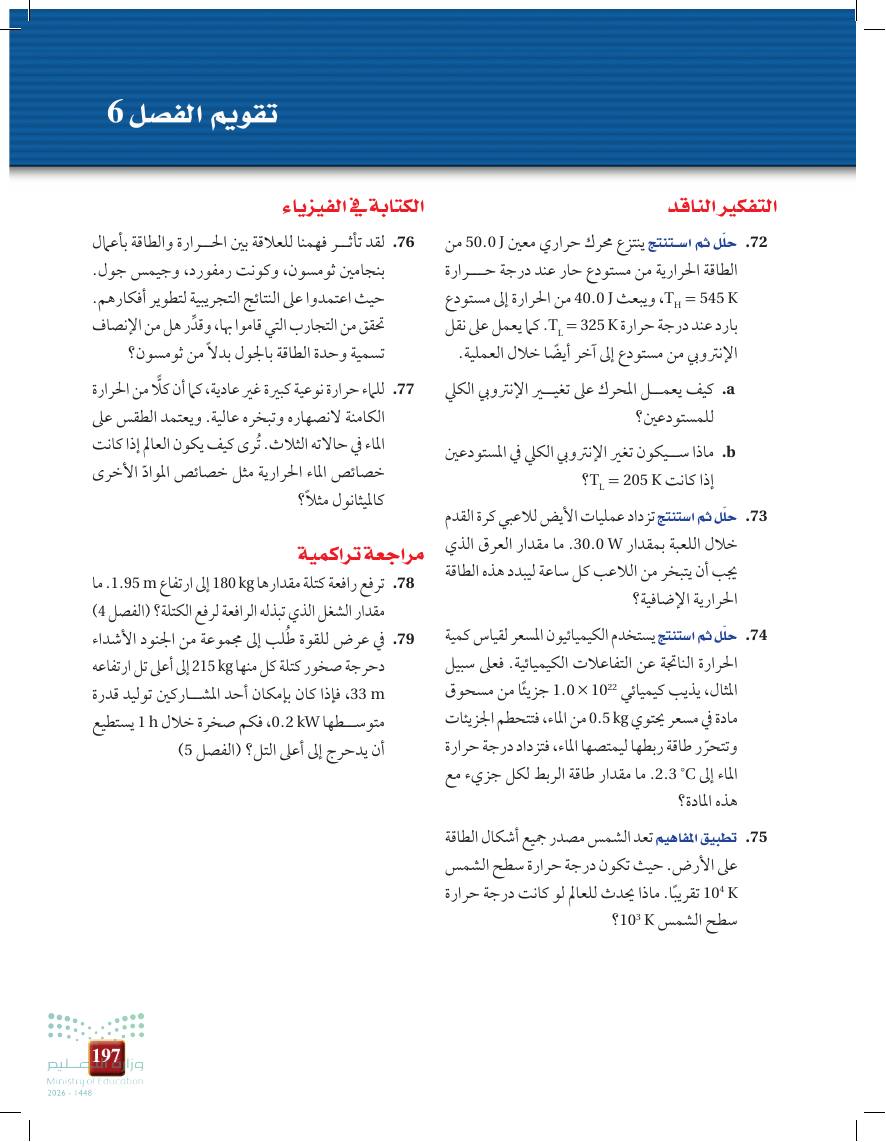 تقويم الفصل 6
التفكير الناقد
72. حلّل ثم استنتج ينتزع محرك حراري معين 50.0 J من
الطاقة الحرارية من مستودع حار عند درجة حرارة
T_H = 545 K، ويبعث 40.0 J من الحرارة إلى مستودع
بارد عند درجة حرارة T_L = 325 K. كما يعمل على نقل
الإنتروبي من مستودع إلى آخر أيضًا خلال العملية.
a. كيف يعمل المحرك على تغيير الإنتروبي الكلي
للمستودعين؟
b. ماذا سيكون تغير الإنتروبي الكلي في المستودعين
إذا كانت T_L = 205 K؟
73. حلّل ثم استنتج تزداد عمليات الأيض للاعبي كرة القدم
خلال اللعبة بمقدار 30.0 W. ما مقدار العرق الذي
يجب أن يتبخر من اللاعب كل ساعة ليبدد هذه الطاقة
الحرارية الإضافية؟
74. حلّل ثم استنتج يستخدم الكيميائيون المسعر لقياس كمية
الحرارة الناتجة عن التفاعلات الكيميائية. فعلى سبيل
المثال، يذيب كيميائي 1.0 × 10²² جزيئًا من مسحوق
مادة في مسعر يحتوي 0.5 kg من الماء، فتتحطم الجزيئات
وتتحرّر طاقة ربطها ليمتصها الماء، فتزداد درجة حرارة
الماء إلى 2.3 °C. ما مقدار طاقة الربط لكل جزيء مع
هذه المادة؟
75. تطبيق المفاهيم تعد الشمس مصدر جميع أشكال الطاقة
على الأرض. حيث تكون درجة حرارة سطح الشمس
10⁴ K تقريبًا. ماذا يحدث للعالم لو كانت درجة حرارة
سطح الشمس 10³ K؟
الكتابة في الفيزياء
76. لقد تأثر فهمنا للعلاقة بين الحرارة والطاقة بأعمال
بنجامين ثومسون، وكونت رمفورد، وجيمس جول.
حيث اعتمدوا على النتائج التجريبية لتطوير أفكارهم.
تحقق من التجارب التي قاموا بها، وقدِّر هل من الإنصاف
تسمية وحدة الطاقة بالجول بدلاً من ثومسون؟
77. للماء حرارة نوعية كبيرة غير عادية، كما أن كلًّا من الحرارة
الكامنة لانصهاره وتبخره عالية. ويعتمد الطقس على
الماء في حالاته الثلاث. تُرى كيف يكون العالم إذا كانت
خصائص الماء الحرارية مثل خصائص الموادّ الأخرى
كالميثانول مثلاً؟
مراجعة تراكمية
78. ترفع رافعة كتلة مقدارها 180 kg إلى ارتفاع 1.95 m. ما
مقدار الشغل الذي تبذله الرافعة لرفع الكتلة؟ (الفصل 4)
79. في عرض للقوة طُلب إلى مجموعة من الجنود الأشداء
دحرجة صخور كتلة كل منها 215 kg إلى أعلى تل ارتفاعه
33 m، فإذا كان بإمكان أحد المشاركين توليد قدرة
متوسطها 0.2 kW، فكم صخرة خلال 1 h يستطيع
أن يدحرج إلى أعلى التل؟ (الفصل 5)
197
وزارة التعليم
Ministry of Education
2026 - 1448